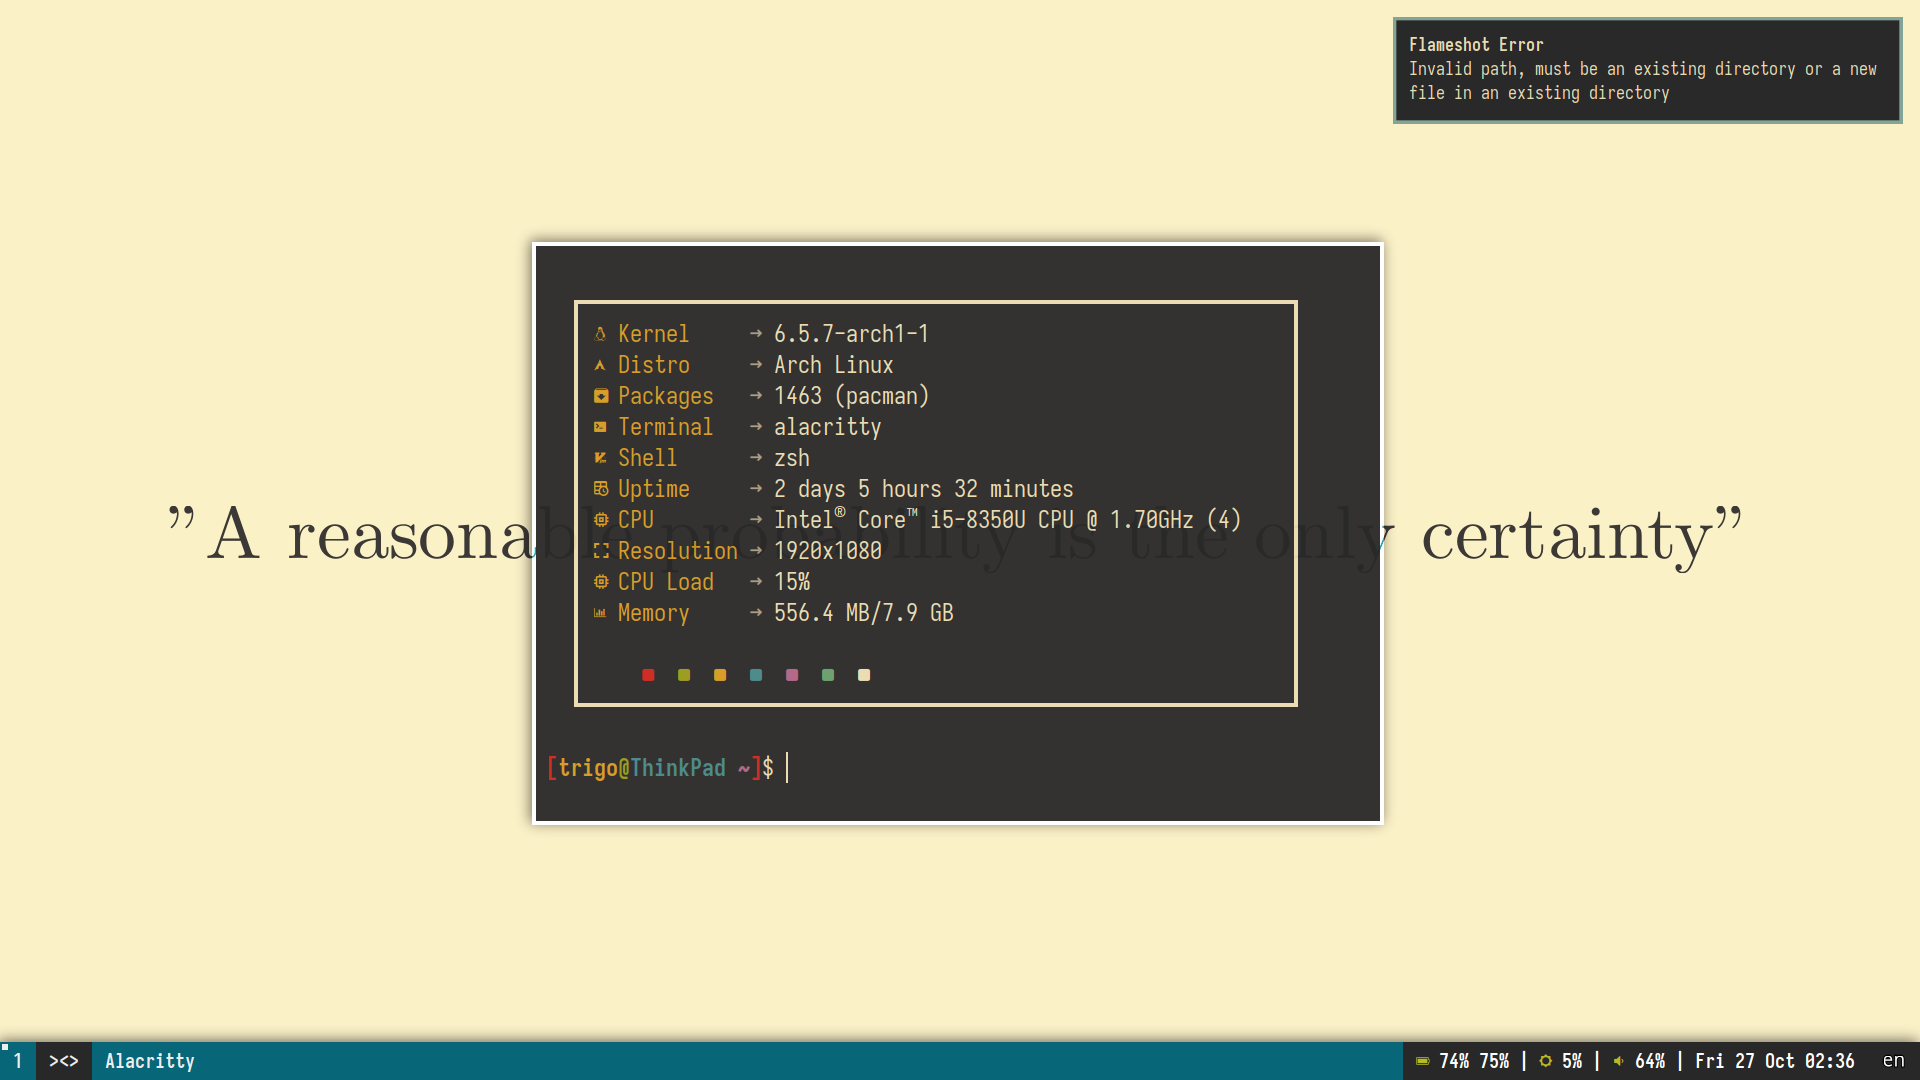 Flameshot Error
Invalid path, must be an existing directory or a new
file in an existing directory
Kernel → 6.5.7-arch1-1
Distro → Arch Linux
Packages → 1463 (pacman)
Terminal → alacritty
Shell → zsh
Uptime → 2 days 5 hours 32 minutes
CPU → Intel® Core™ i5-8350U CPU @ 1.70GHz (4)
Resolution → 1920x1080
CPU Load → 15%
Memory → 556.4 MB/7.9 GB
”A reasonable probability is the only certainty”
[trigo@ThinkPad ~]$
1 ><> Alacritty 74% 75% | 5% | 64% | Fri 27 Oct 02:36 en